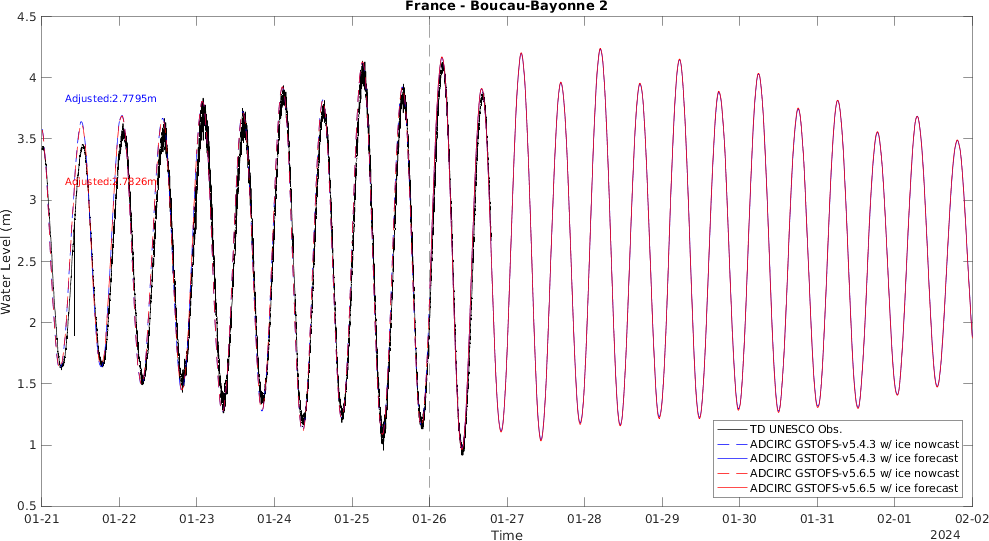 France - Boucau-Bayonne 2
4.5
4
3.5
3
2.5
2
1.5
1
0.5
Water Level (m)
Adjusted:2.7795m
Adjusted:2.7826m
TD UNESCO Obs.
ADCIRC GSTOFS-v5.4.3 w/ ice nowcast
ADCIRC GSTOFS-v5.4.3 w/ ice forecast
ADCIRC GSTOFS-v5.6.5 w/ ice nowcast
ADCIRC GSTOFS-v5.6.5 w/ ice forecast
01-21 01-22 01-23 01-24 01-25 01-26 01-27 01-28 01-29 01-30 01-31 02-01 02-02
Time
2024